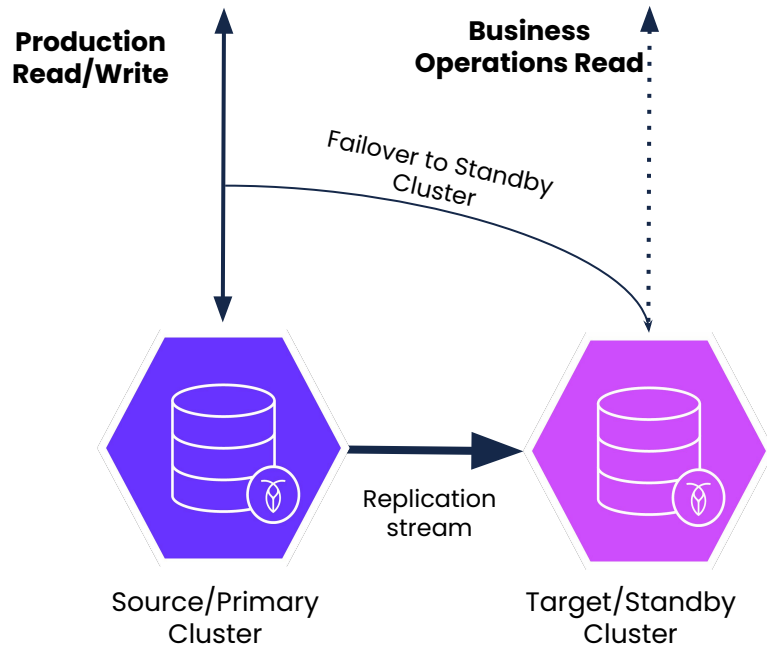 Production
Read/Write
Business
Operations Read
Failover to Standby
Cluster
Replication
stream
Source/Primary
Cluster
Target/Standby
Cluster